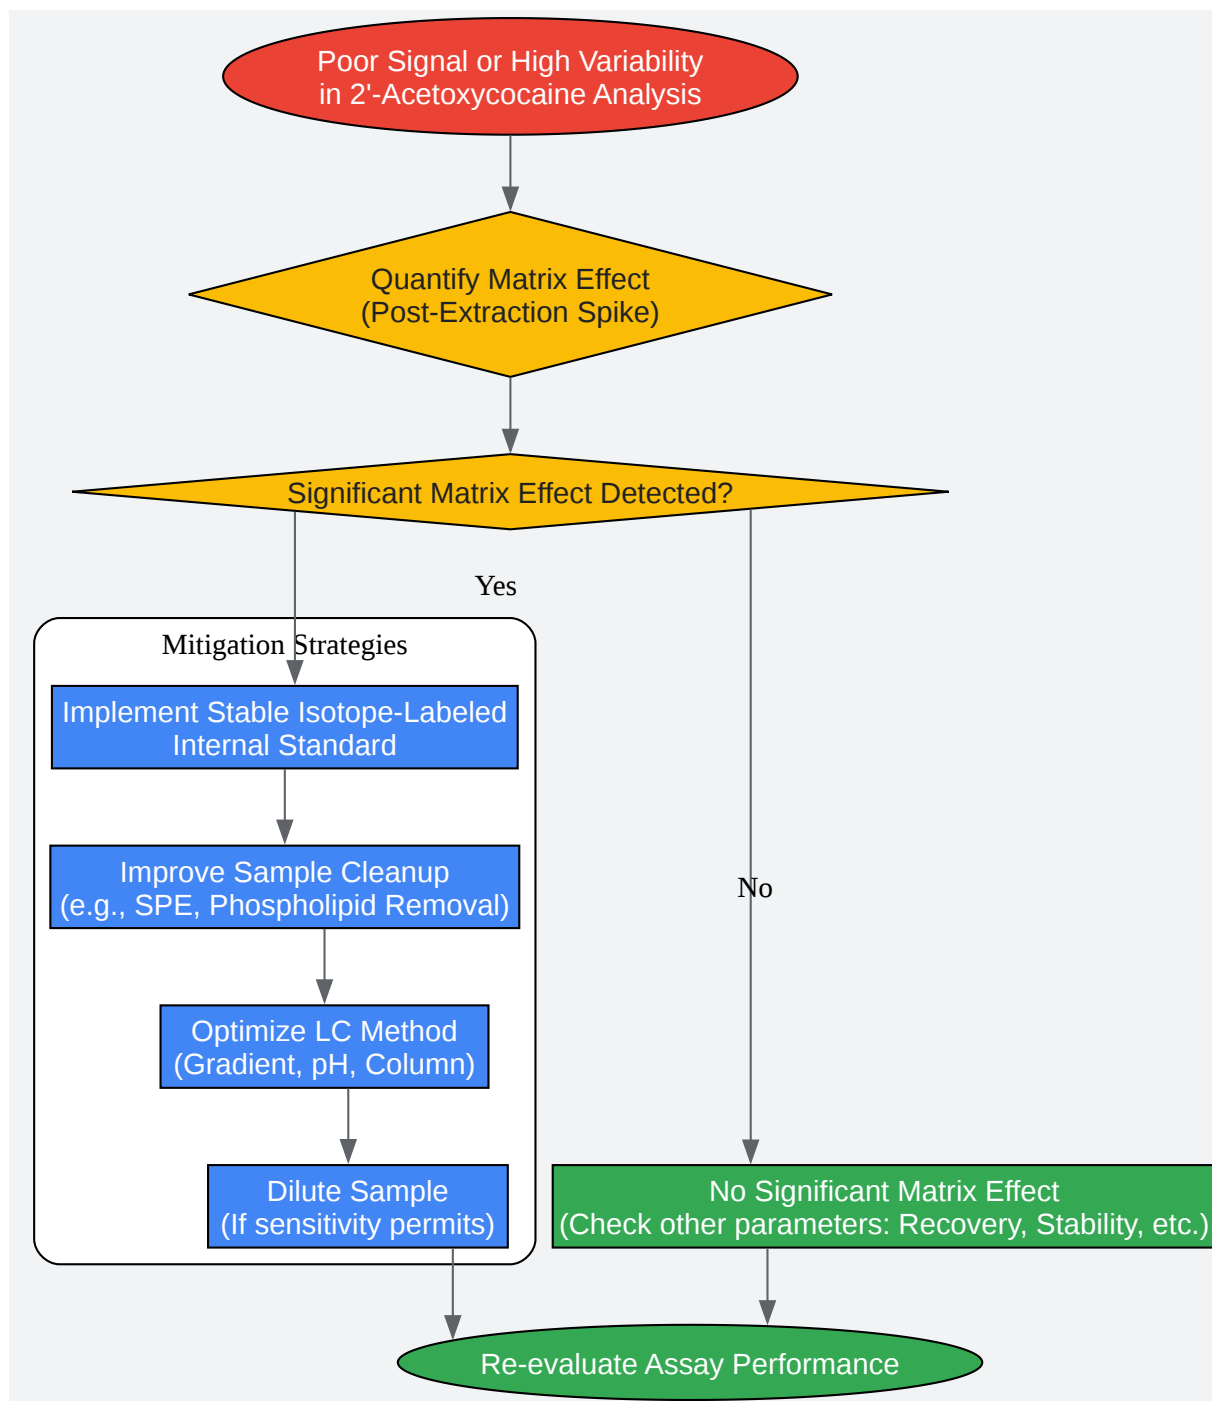 Poor Signal or High Variability
in 2'-Acetoxycocaine Analysis
Quantify Matrix Effect
(Post-Extraction Spike)
Significant Matrix Effect Detected?
Yes
Mitigation Strategies
Implement Stable Isotope-Labeled
Internal Standard
Improve Sample Cleanup
(e.g., SPE, Phospholipid Removal)
No
Optimize LC Method
(Gradient, pH, Column)
Dilute Sample
(If sensitivity permits)
No Significant Matrix Effect
(Check other parameters: Recovery, Stability, etc.)
Re-evaluate Assay Performance